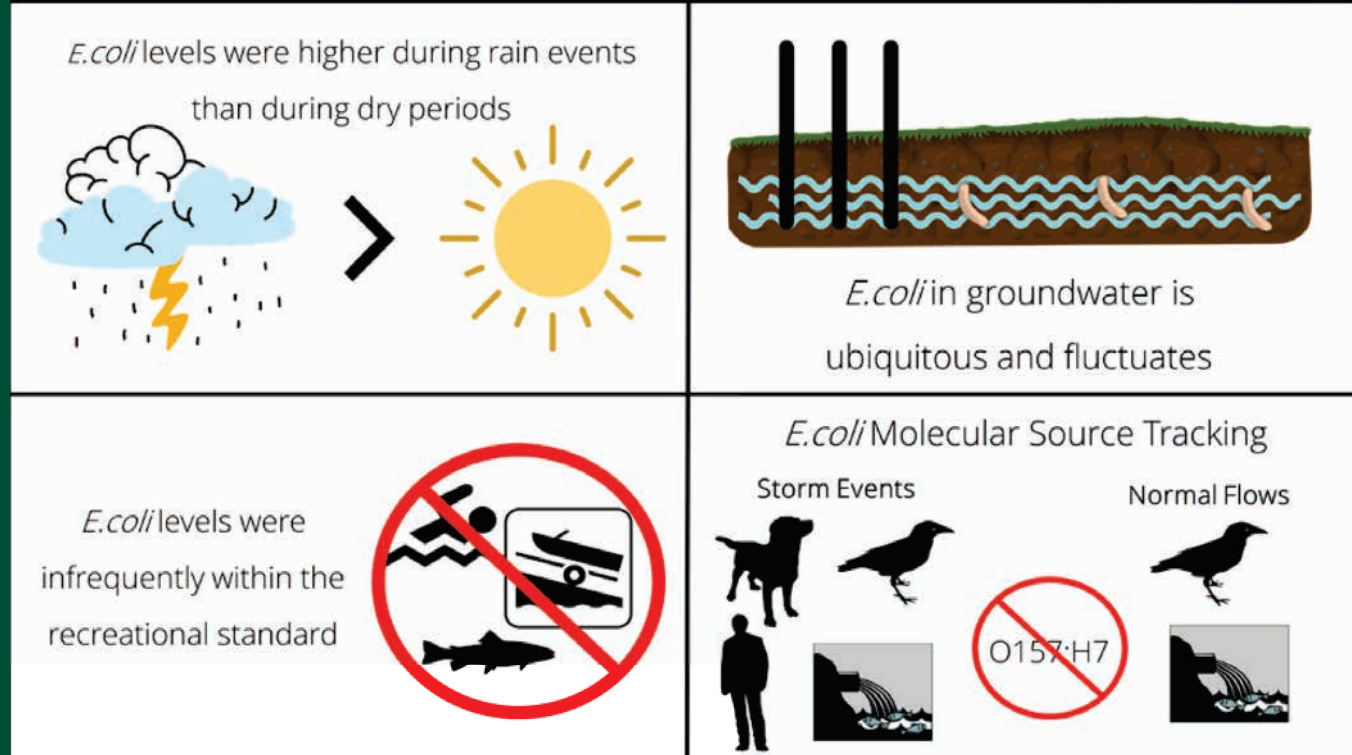 E.coli levels were higher during rain events
than during dry periods
E.coli in groundwater is
ubiquitous and fluctuates
E.coli levels were
infrequently within the
recreational standard
E.coli Molecular Source Tracking
Storm Events
Normal Flows
O157:H7